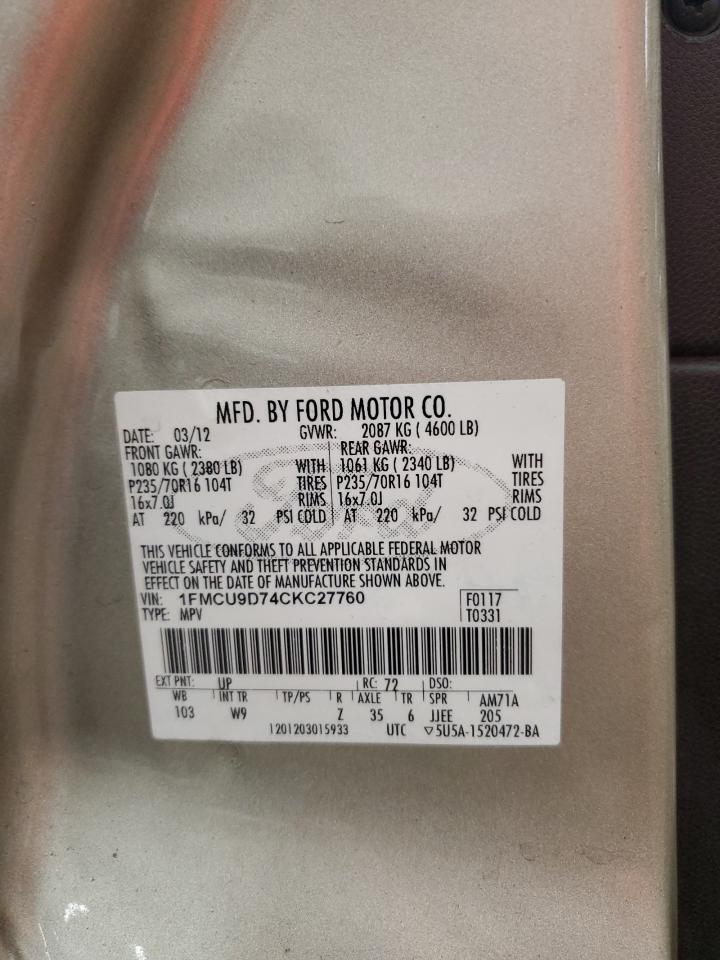 MFD. BY FORD MOTOR CO.
DATE: 03/12 GVWR: 2087 KG ( 4600 LB)
FRONT GAWR: REAR GAWR:
1080 KG ( 2380 LB) WITH 1061 KG ( 2340 LB) WITH
P235/70R16 104T TIRES P235/70R16 104T TIRES
16x7.0J RIMS 16x7.0J RIMS
AT 220 kPa/ 32 PSI COLD AT 220 kPa/ 32 PSI COLD
Ford
THIS VEHICLE CONFORMS TO ALL APPLICABLE FEDERAL MOTOR
VEHICLE SAFETY AND THEFT PREVENTION STANDARDS IN
EFFECT ON THE DATE OF MANUFACTURE SHOWN ABOVE.
VIN: 1FMCU9D74CKC27760 F0117
TYPE: MPV T0331
EXT PNT: UP RC: 72 DSO:
WB INT TR TP/PS R AXLE TR SPR AM71A
103 W9 Z 35 6 JJEE 205
1201203015933 UTC ▽5U5A-1520472-BA